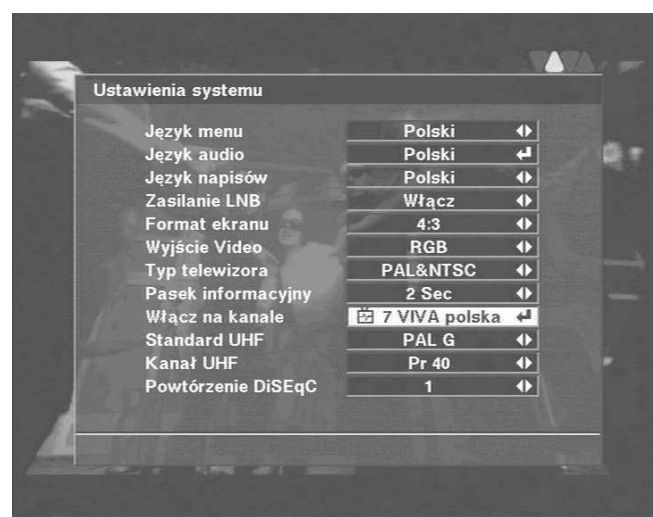 Ustawienia systemu
Język menu Polski
Język audio Polski
Język napisów Polski
Zasilanie LNB Włącz
Format ekranu 4:3
Wyjście Video RGB
Typ telewizora PAL&NTSC
Pasek informacyjny 2 Sec
Włącz na kanale 7 VIVA polska
Standard UHF PAL G
Kanał UHF Pr 40
Powtórzenie DiSEqC 1